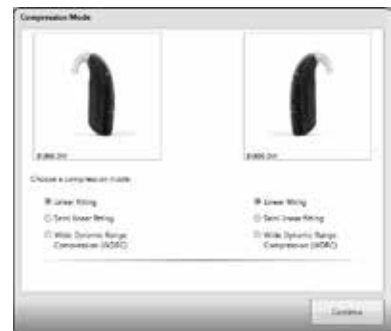 Compression Mode
Choose a compression mode
Linear fitting
Semi linear fitting
Wide Dynamic Range
Compression (WDRC)
Linear fitting
Semi linear fitting
Wide Dynamic Range
Compression (WDRC)
Continue